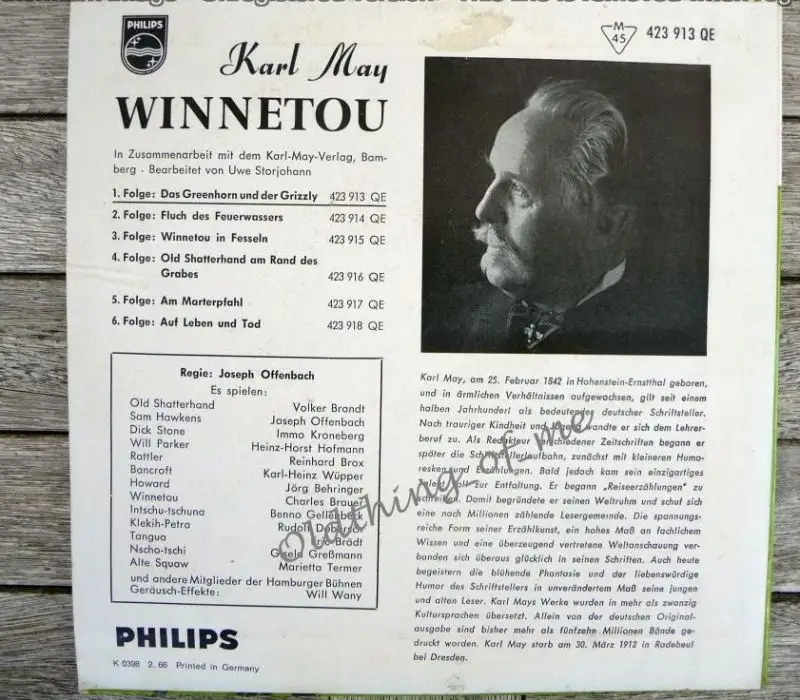 PHILIPS
M
45
423 913 QE
Karl May
WINNETOU
In Zusammenarbeit mit dem Karl-May-Verlag, Bam-
berg · Bearbeitet von Uwe Storjohann
1. Folge: Das Greenhorn und der Grizzly 423 913 QE
2. Folge: Fluch des Feuerwassers 423 914 QE
3. Folge: Winnetou in Fesseln 423 915 QE
4. Folge: Old Shatterhand am Rand des
Grabes 423 916 QE
5. Folge: Am Marterpfahl 423 917 QE
6. Folge: Auf Leben und Tod 423 918 QE
Regie: Joseph Offenbach
Es spielen:
Old Shatterhand Volker Brandt
Sam Hawkens Joseph Offenbach
Dick Stone Immo Kroneberg
Will Parker Heinz-Horst Hofmann
Rattler Reinhard Brox
Bancroft Karl-Heinz Wüpper
Howard Jörg Behringer
Winnetou Charles Brauer
Intschu-tschuna Benno Gellenbeck
Klekih-Petra Rudolf
Tangua Brödt
Nscho-tschi Gisela Greßmann
Alte Squaw Marietta Termer
und andere Mitglieder der Hamburger Bühnen
Geräusch-Effekte: Will Wany
PHILIPS
K 0398 2. 66 Printed in Germany
Karl May, am 25. Februar 1842 in Hohenstein-Ernstthal geboren,
und in ärmlichen Verhältnissen aufgewachsen, gilt seit einem
halben Jahrhundert als bedeutender deutscher Schriftsteller.
Nach trauriger Kindheit und Jugend wandte er sich dem Lehrer-
beruf zu. Als Redakteur verschiedener Zeitschriften begann er
später die Schriftstellerlaufbahn, zunächst mit kleineren Humo-
resken und Erzählungen. Bald jedoch kam sein einzigartiges
Talent voll zur Entfaltung. Er begann „Reiseerzählungen" zu
schreiben. Damit begründete er seinen Weltruhm und schuf sich
eine nach Millionen zählende Lesergemeinde. Die spannungs-
reiche Form seiner Erzählkunst, ein hohes Maß an fachlichem
Wissen und eine überzeugend vertretene Weltanschauung ver-
banden sich überaus glücklich in seinen Schriften. Auch heute
begeistern die blühende Phantasie und der liebenswürdige
Humor des Schriftstellers in unverändertem Maß seine jungen
und alten Leser. Karl Mays Werke wurden in mehr als zwanzig
Kultursprachen übersetzt. Allein von der deutschen Original-
ausgabe sind bisher mehr als fünfzehn Millionen Bände ge-
druckt worden. Karl May starb am 30. März 1912 in Radebeul
bei Dresden.
oldthing_of_me